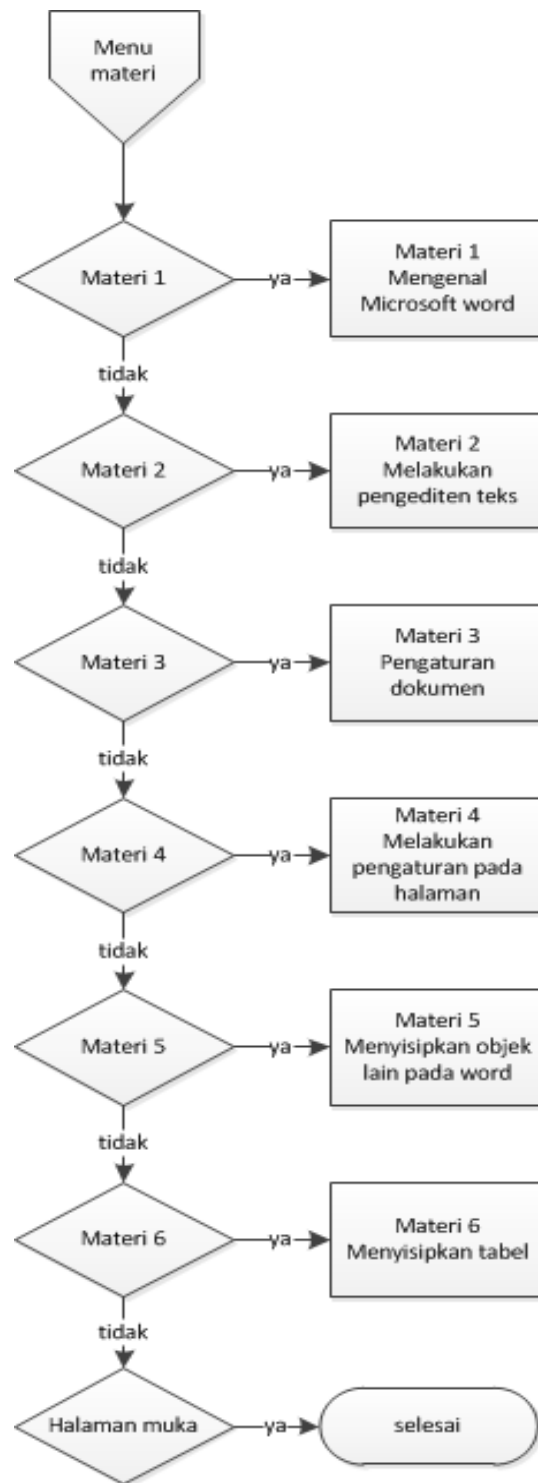 Menu
materi
Materi 1
ya
Materi 1
Mengenal
Microsoft word
tidak
Materi 2
ya
Materi 2
Melakukan
pengediten teks
tidak
Materi 3
ya
Materi 3
Pengaturan
dokumen
tidak
Materi 4
ya
Materi 4
Melakukan
pengaturan pada
halaman
tidak
Materi 5
ya
Materi 5
Menyisipkan objek
lain pada word
tidak
Materi 6
ya
Materi 6
Menyisipkan tabel
tidak
Halaman muka
ya
selesai